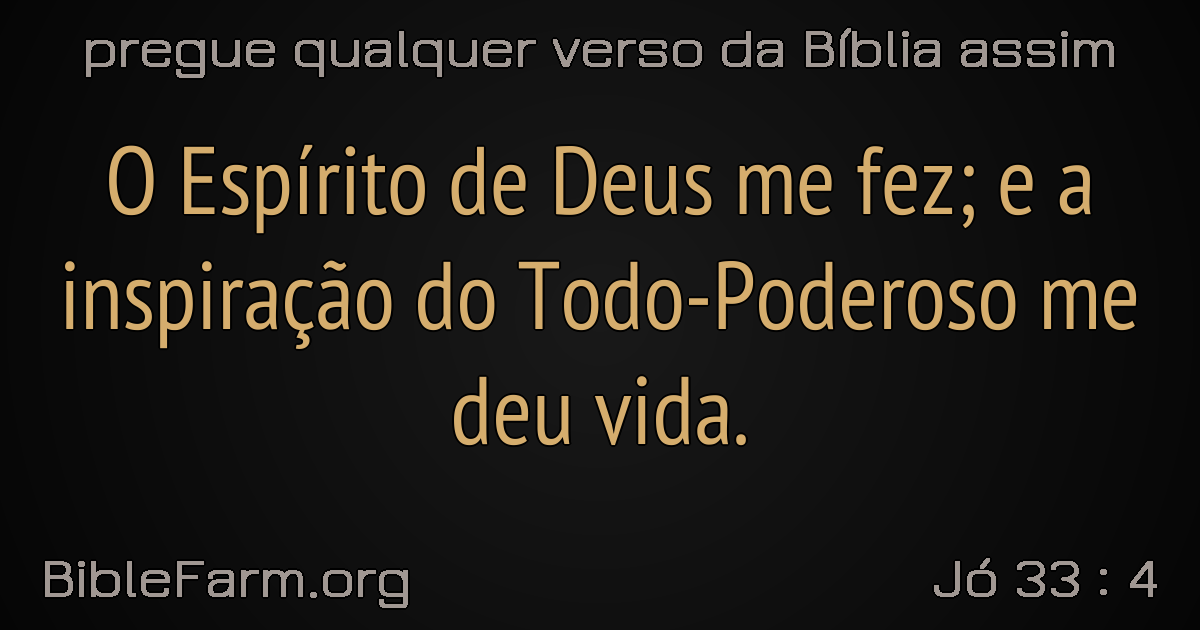 pregue qualquer verso da Bíblia assim
O Espírito de Deus me fez; e a
inspiração do Todo-Poderoso me
deu vida.
BibleFarm.org
Jó 33 : 4